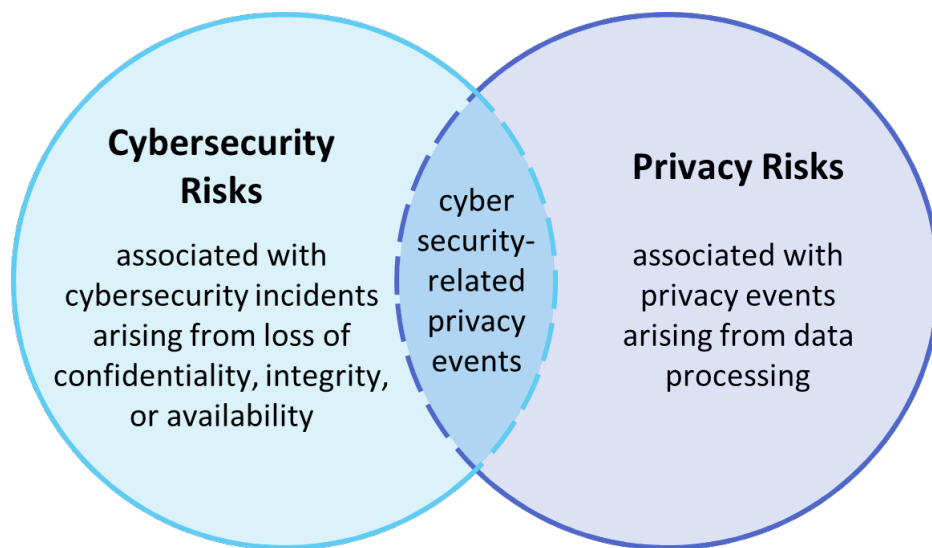 Cybersecurity
Risks
associated with
cybersecurity incidents
arising from loss of
confidentiality, integrity,
or availability
cyber
security-
related
privacy
events
Privacy Risks
associated with
privacy events
arising from data
processing